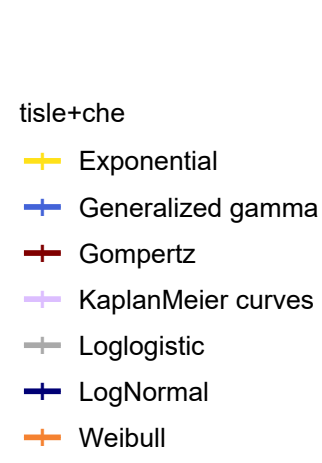 tisle+che
Exponential
Generalized gamma
Gompertz
KaplanMeier curves
Loglogistic
LogNormal
Weibull